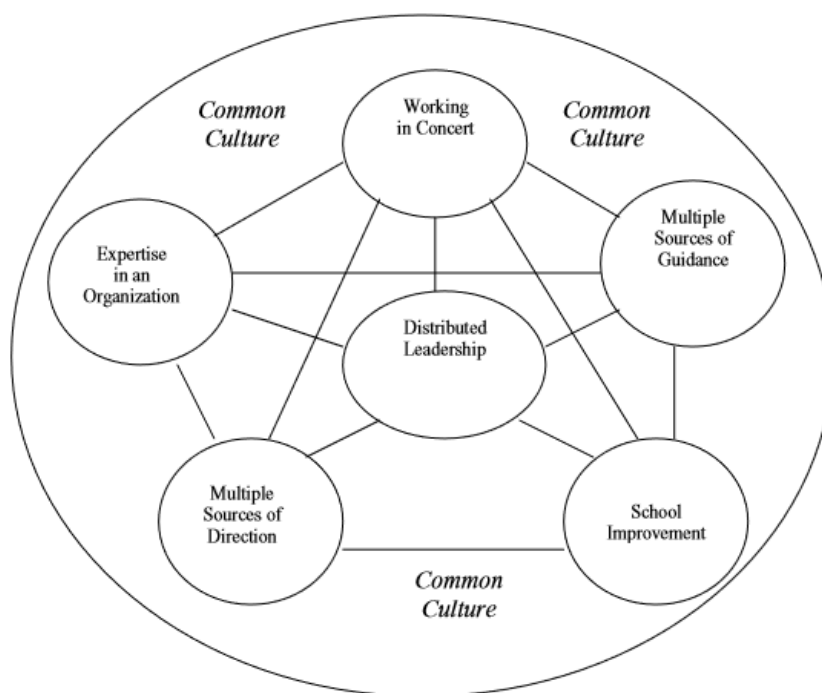 Common
Culture
Working
in Concert
Common
Culture
Expertise
in an
Organization
Multiple
Sources of
Guidance
Distributed
Leadership
Multiple
Sources of
Direction
School
Improvement
Common
Culture